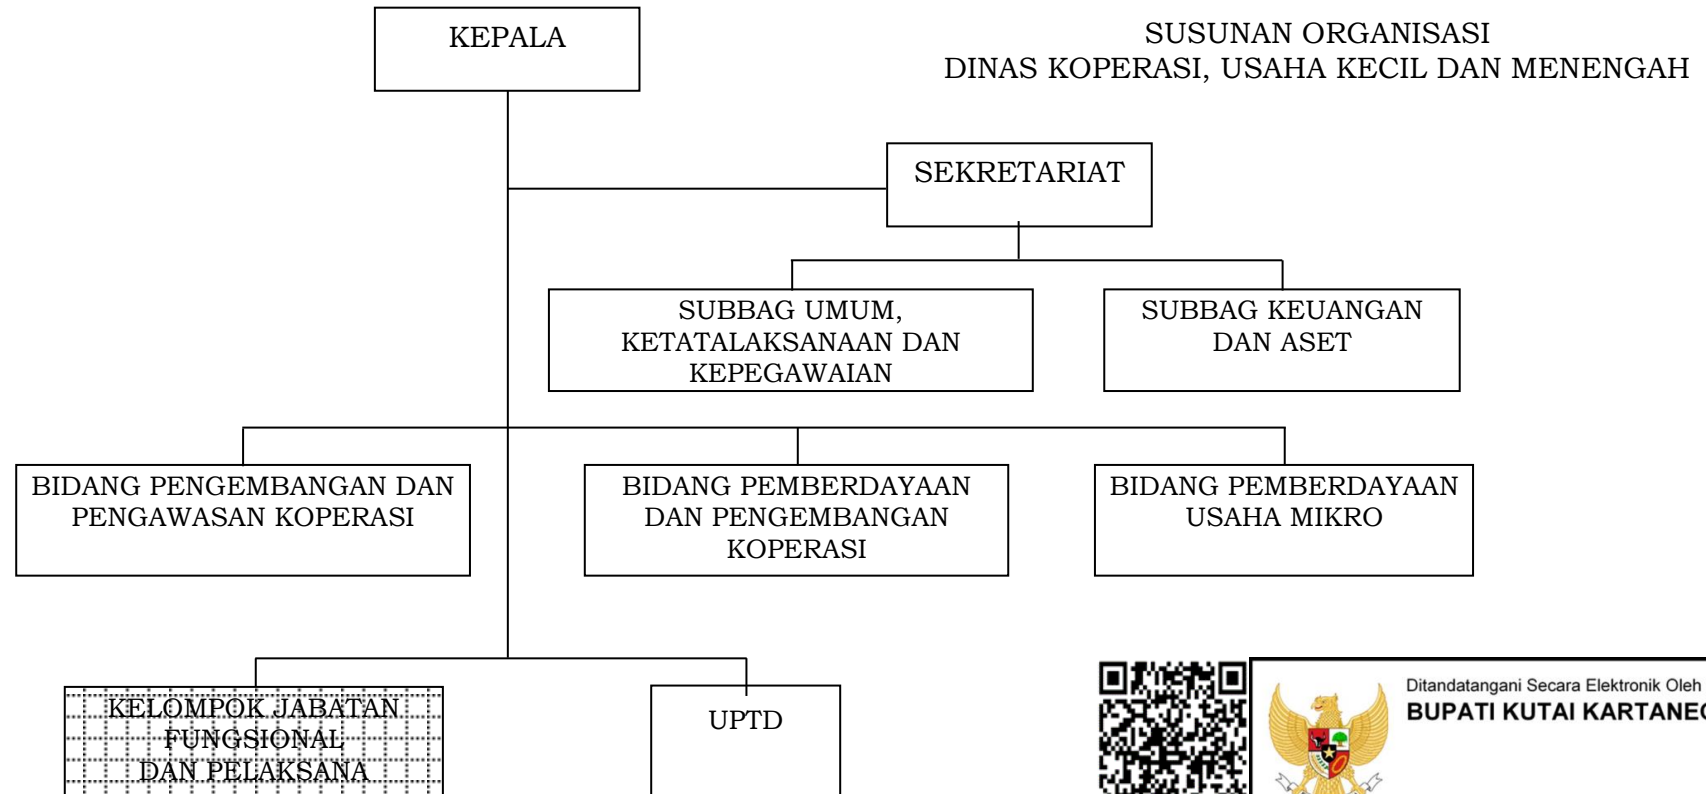 KEPALA
SUSUNAN ORGANISASI
DINAS KOPERASI, USAHA KECIL DAN MENENGAH
SEKRETARIAT
SUBBAG UMUM,
KETATALAKSANAAN DAN
KEPEGAWAIAN
SUBBAG KEUANGAN
DAN ASET
BIDANG PENGEMBANGAN DAN
PENGAWASAN KOPERASI
BIDANG PEMBERDAYAAN
DAN PENGEMBANGAN
KOPERASI
BIDANG PEMBERDAYAAN
USAHA MIKRO
KELOMPOK JABATAN
FUNGSIONAL
DAN PELAKSANA
UPTD
Ditandatangani Secara Elektronik Oleh
BUPATI KUTAI